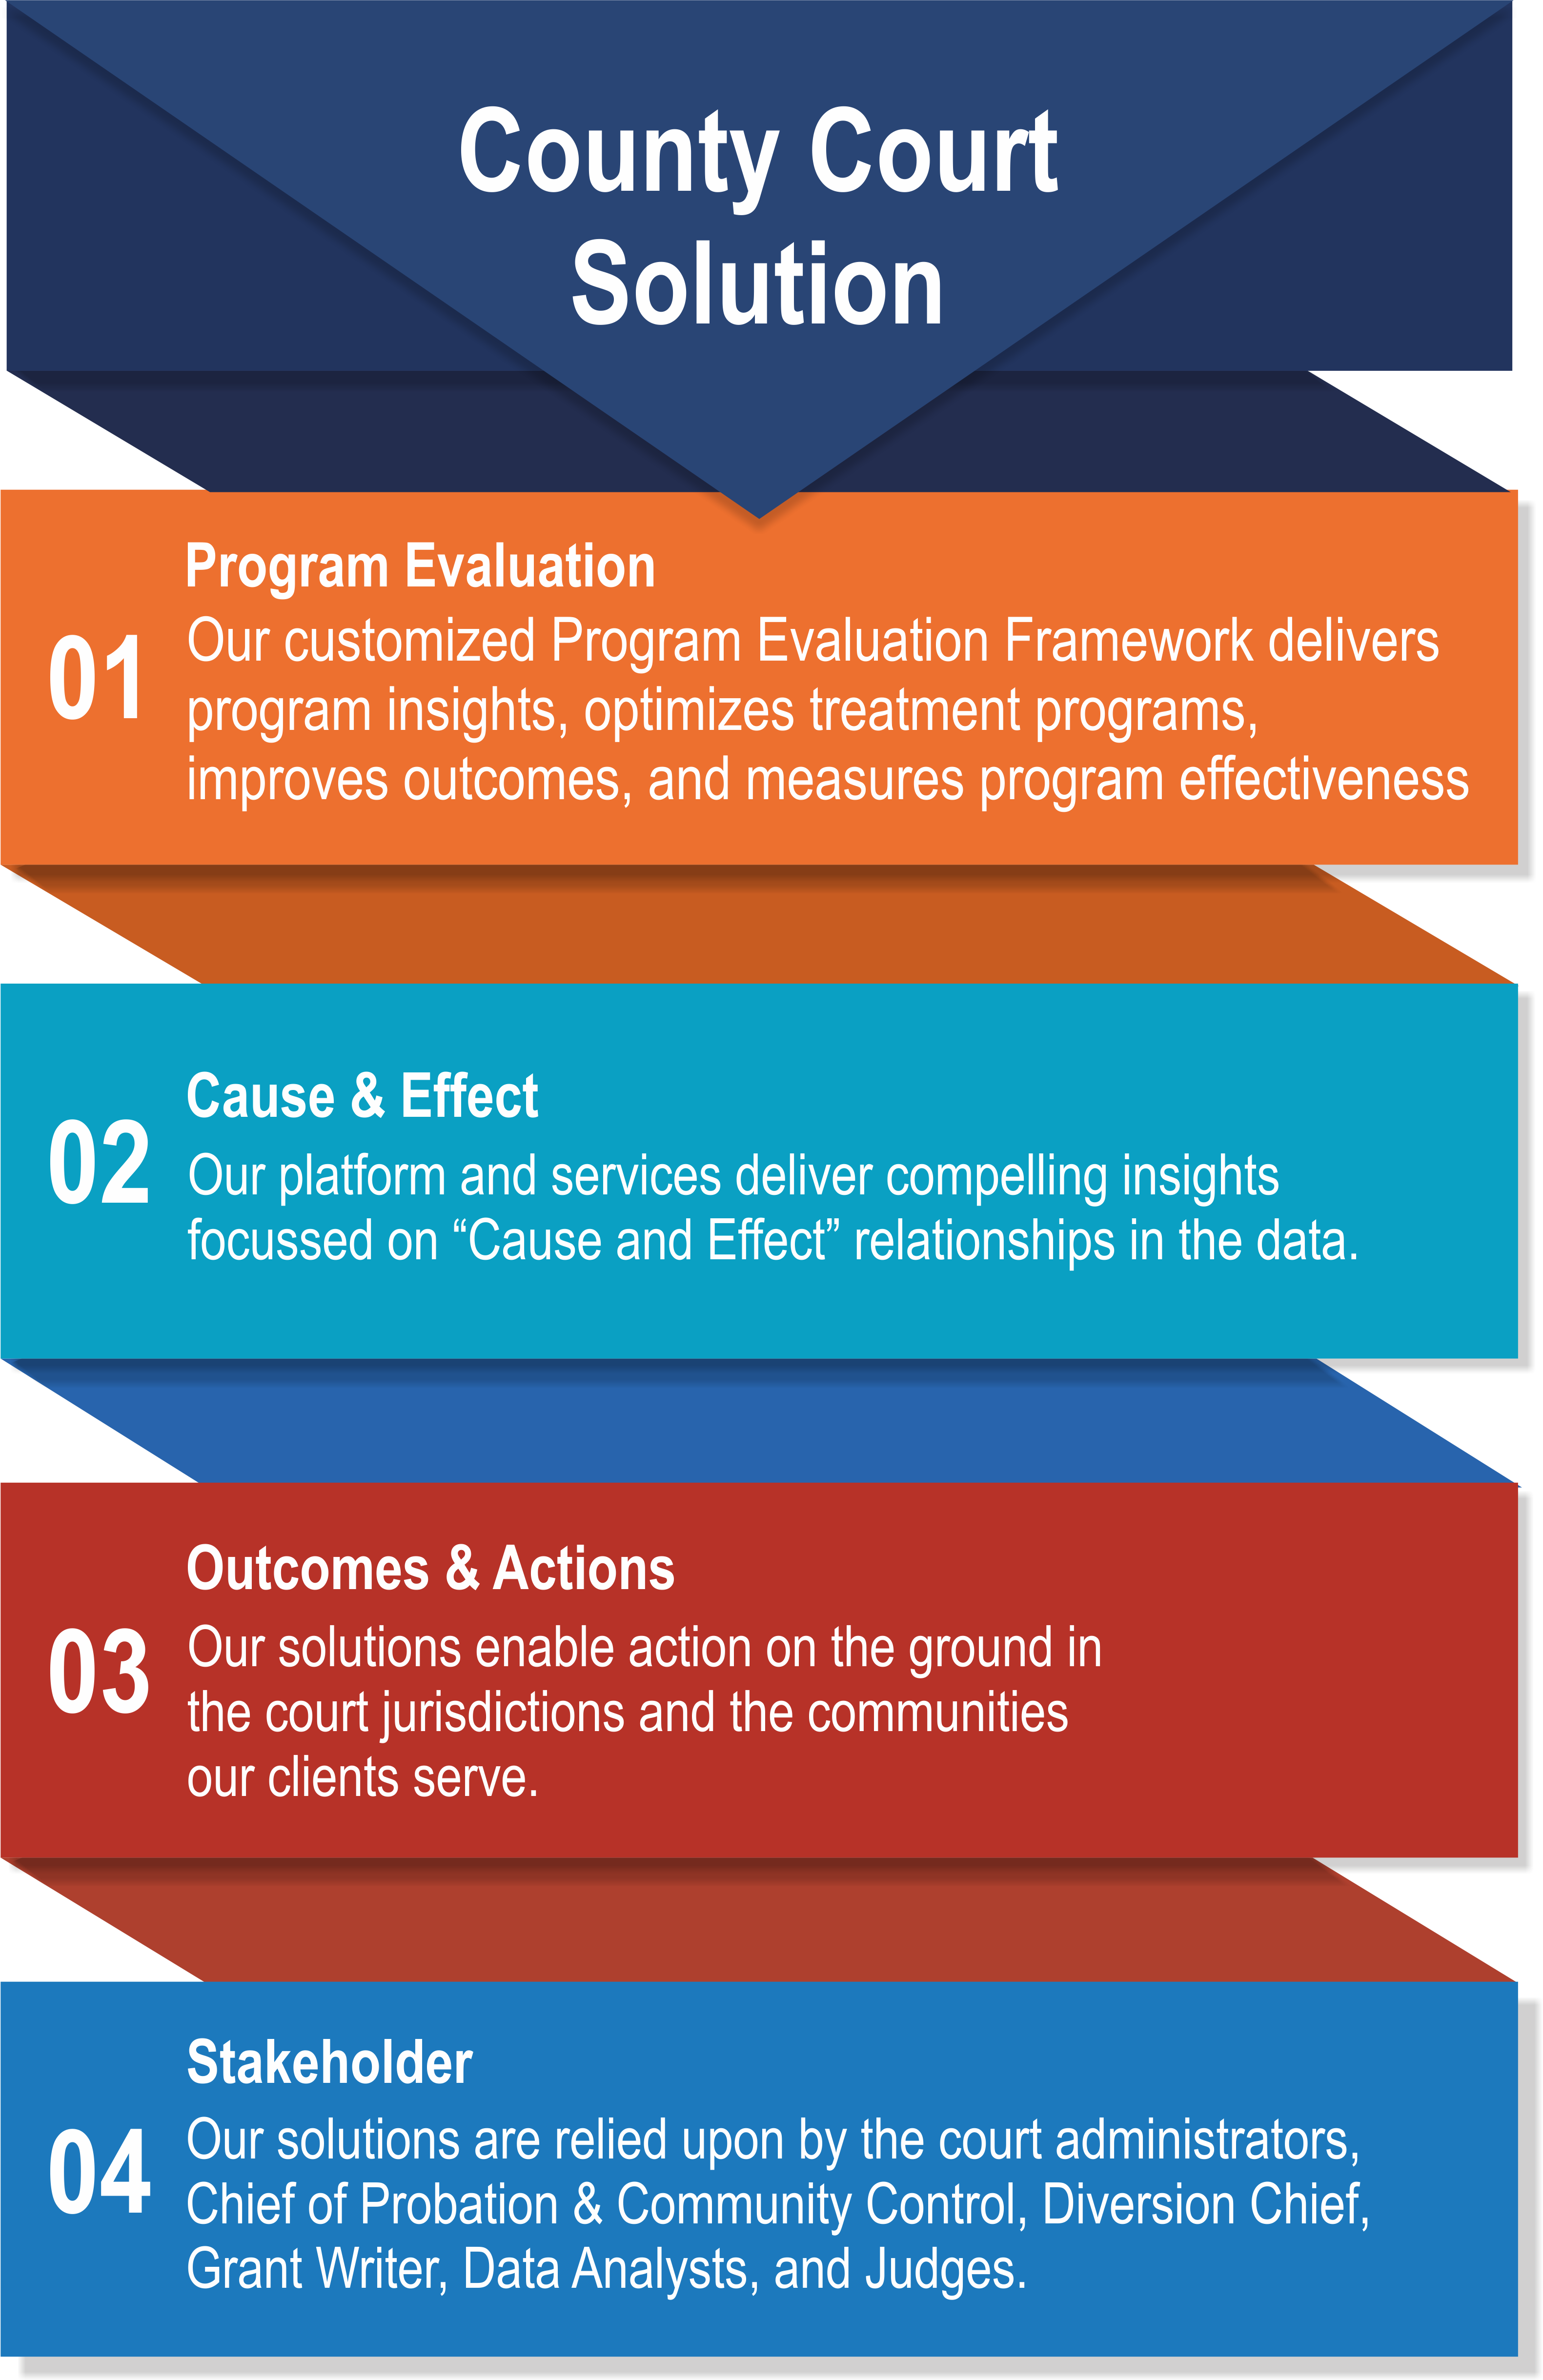 County Court
Solution
Program Evaluation
01
Our customized Program Evaluation Framework delivers
program insights, optimizes treatment programs,
improves outcomes, and measures program effectiveness
Cause & Effect
02
Our platform and services deliver compelling insights
focussed on “Cause and Effect” relationships in the data.
Outcomes & Actions
03
Our solutions enable action on the ground in
the court jurisdictions and the communities
our clients serve.
Stakeholder
04
Our solutions are relied upon by the court administrators,
Chief of Probation & Community Control, Diversion Chief,
Grant Writer, Data Analysts, and Judges.